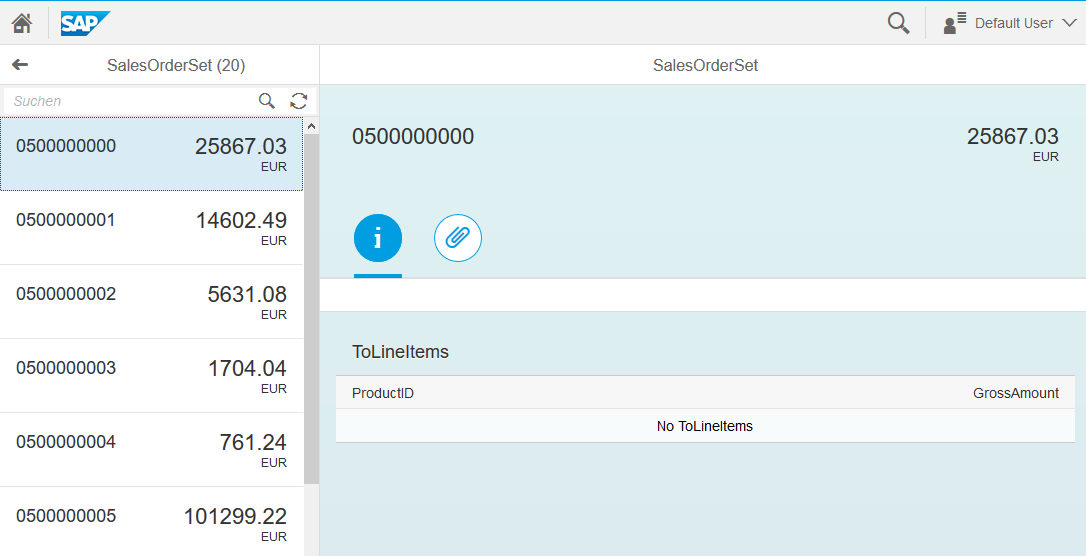 SAP
Default User
SalesOrderSet (20)
SalesOrderSet
Suchen
0500000000 25867.03
EUR
0500000001 14602.49
EUR
0500000002 5631.08
EUR
0500000003 1704.04
EUR
0500000004 761.24
EUR
0500000005 101299.22
EUR
0500000000 25867.03
EUR
ToLineItems
ProductID GrossAmount
No ToLineItems